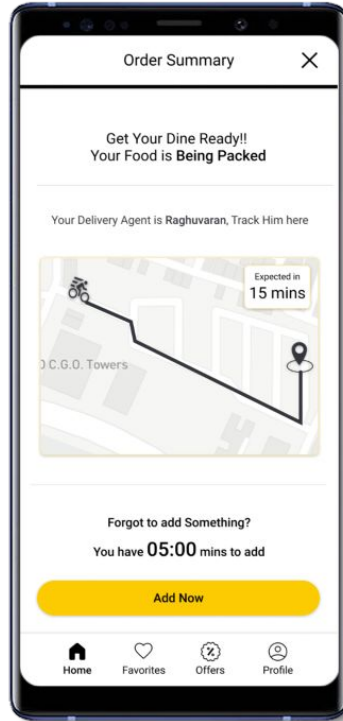 Order Summary
Get Your Dine Ready!!
Your Food is Being Packed
Your Delivery Agent is Raghuvaran, Track Him here
Expected in
15 mins
C.G.O. Towers
Forgot to add Something?
You have 05:00 mins to add
Add Now
Home Favorites Offers Profile